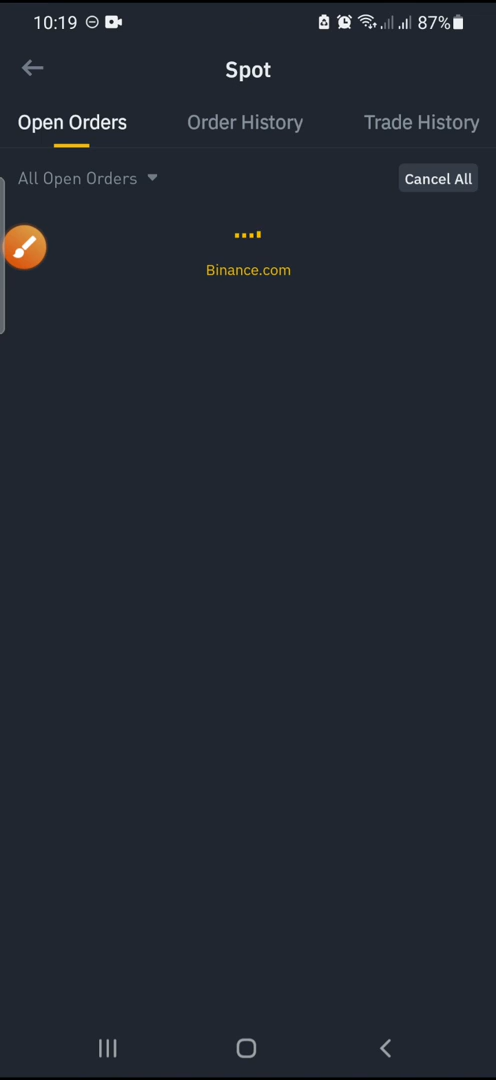 10:19
87%
Spot
Open Orders
Order History
Trade History
All Open Orders
Cancel All
Binance.com